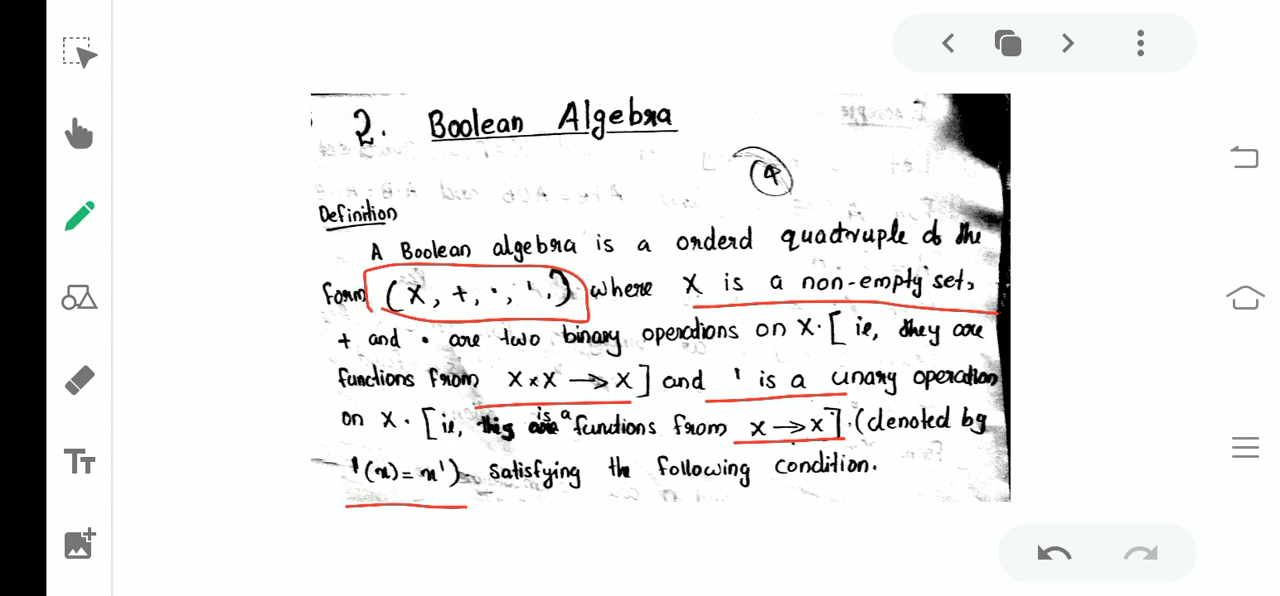 2. Boolean Algebra
4
Definition
A Boolean algebra is a orderd quadruple of the
form (X, +, ·, '.) where X is a non-empty set,
+ and · are two binary operations on X. [ ie, they are
functions from X×X → X ] and ' is a unary operation
on X. [ie, this is a functions from X → X]. (denoted by
'(x) = x') satisfying the following condition.
Tт